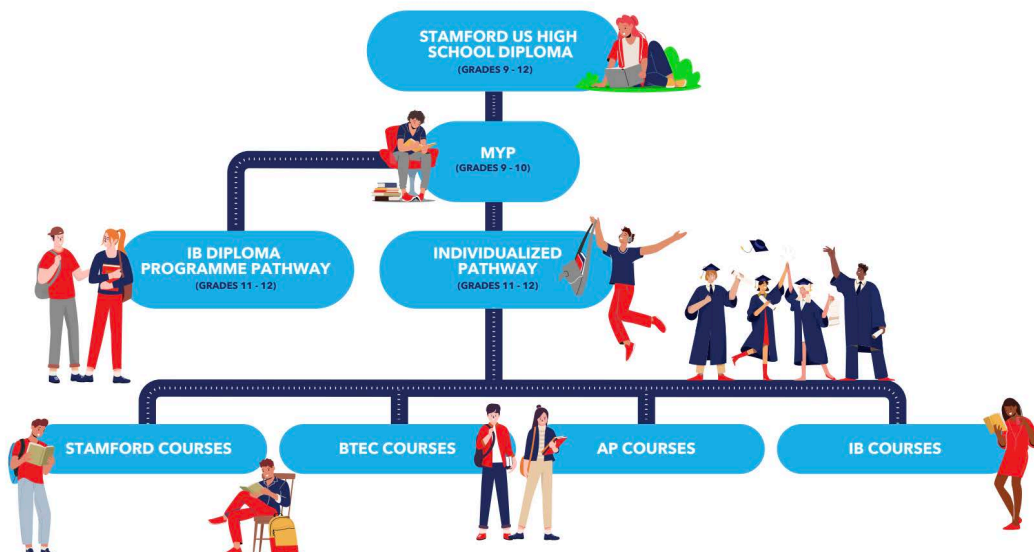 STAMFORD US HIGH
SCHOOL DIPLOMA
(GRADES 9 - 12)
MYP
(GRADES 9 - 10)
IB DIPLOMA
PROGRAMME PATHWAY
(GRADES 11 - 12)
INDIVIDUALIZED
PATHWAY
(GRADES 11 - 12)
STAMFORD COURSES
BTEC COURSES
AP COURSES
IB COURSES